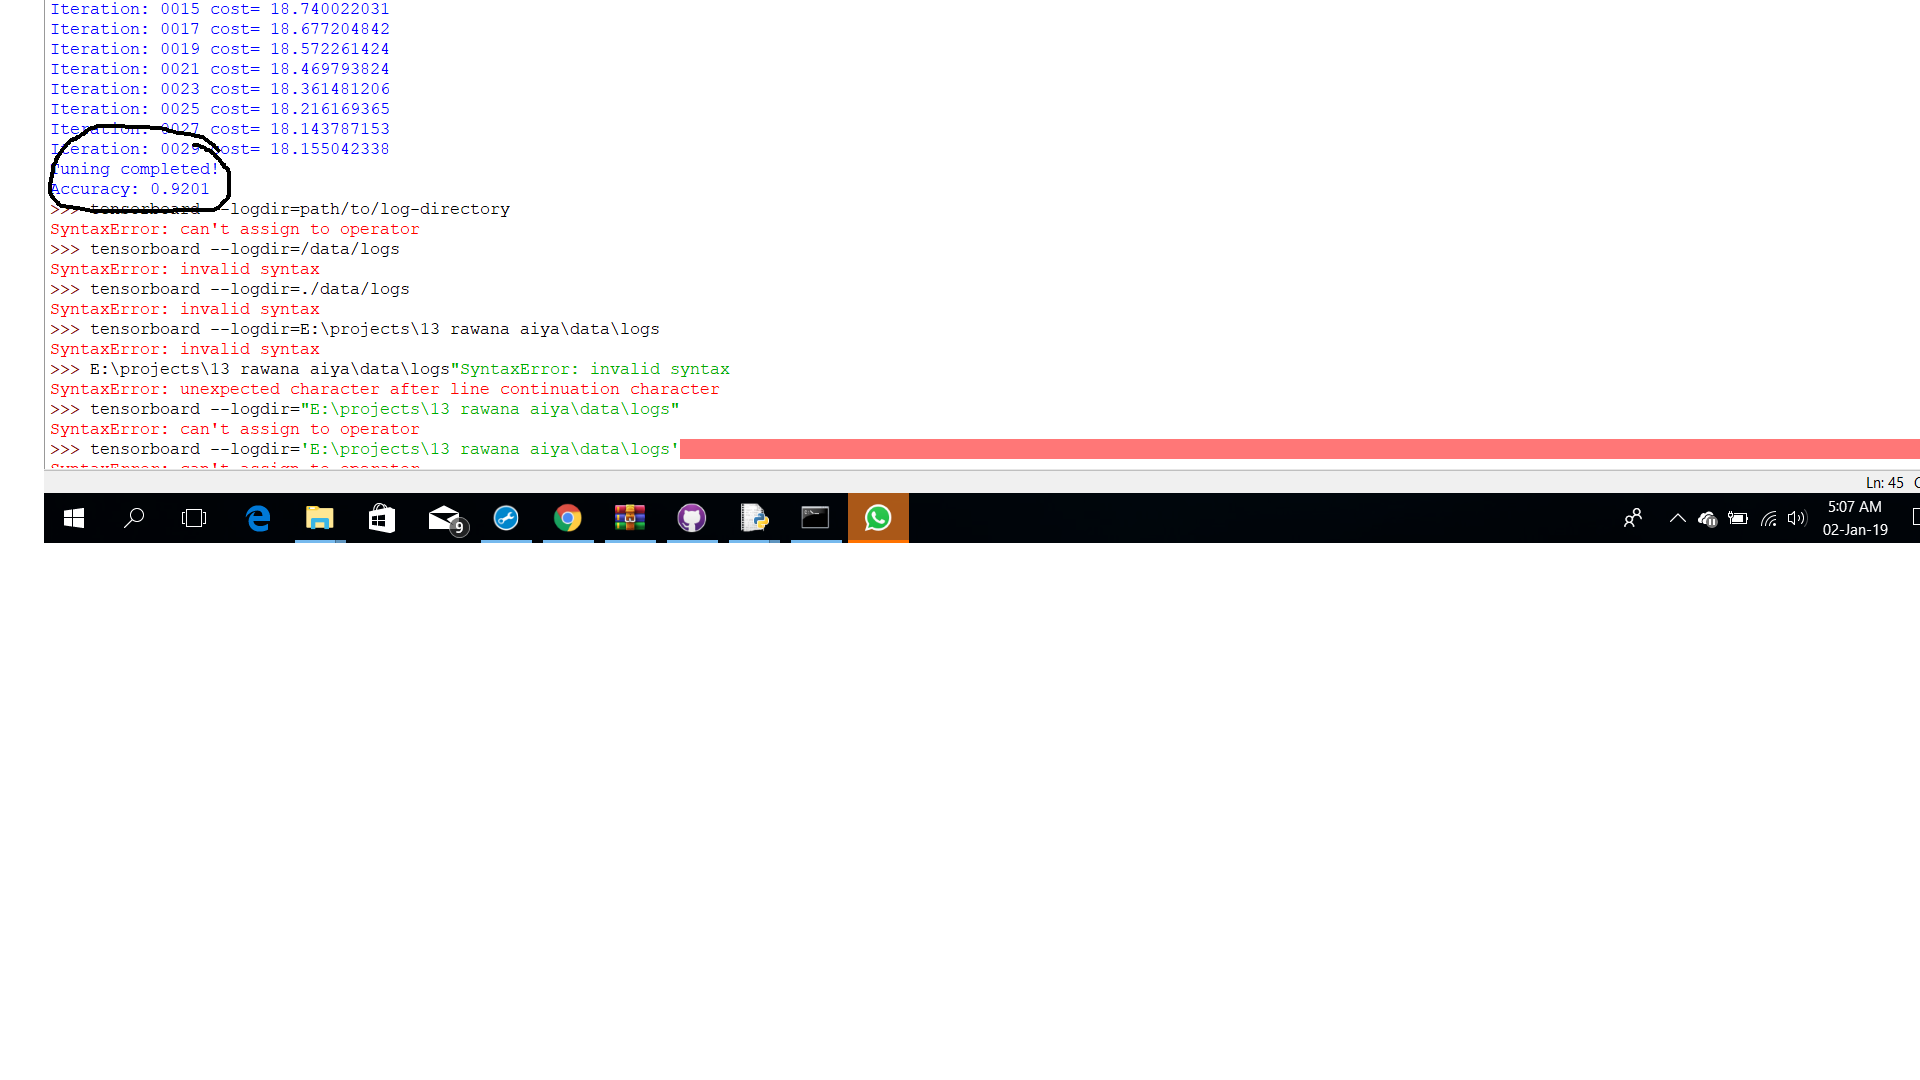 Iteration: 0015 cost= 18.740022031
Iteration: 0017 cost= 18.677204842
Iteration: 0019 cost= 18.572261424
Iteration: 0021 cost= 18.469793824
Iteration: 0023 cost= 18.361481206
Iteration: 0025 cost= 18.216169365
Iteration: 0027 cost= 18.143787153
Iteration: 0029 cost= 18.155042338
Tuning completed!
Accuracy: 0.9201
>>> tensorboard --logdir=path/to/log-directory
SyntaxError: can't assign to operator
>>> tensorboard --logdir=/data/logs
SyntaxError: invalid syntax
>>> tensorboard --logdir=./data/logs
SyntaxError: invalid syntax
>>> tensorboard --logdir=E:\projects\13 rawana aiya\data\logs
SyntaxError: invalid syntax
>>> E:\projects\13 rawana aiya\data\logs"SyntaxError: invalid syntax
SyntaxError: unexpected character after line continuation character
>>> tensorboard --logdir="E:\projects\13 rawana aiya\data\logs"
SyntaxError: can't assign to operator
>>> tensorboard --logdir='E:\projects\13 rawana aiya\data\logs'
SyntaxError: can't assign to operator
Ln: 45 C
9
5:07 AM
02-Jan-19